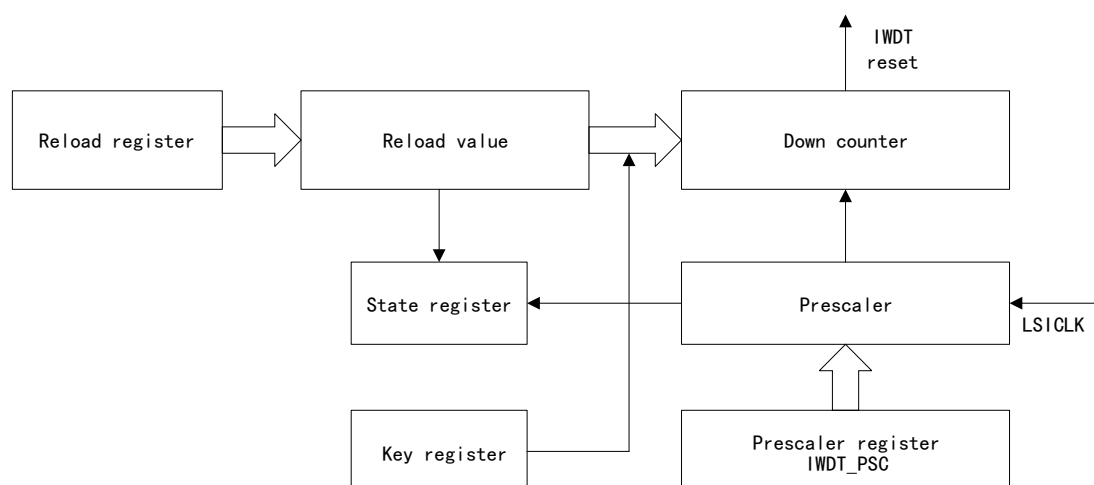 IWDT
reset
Reload register
Reload value
Down counter
State register
Prescaler
LSICLK
Key register
Prescaler register
IWDT_PSC